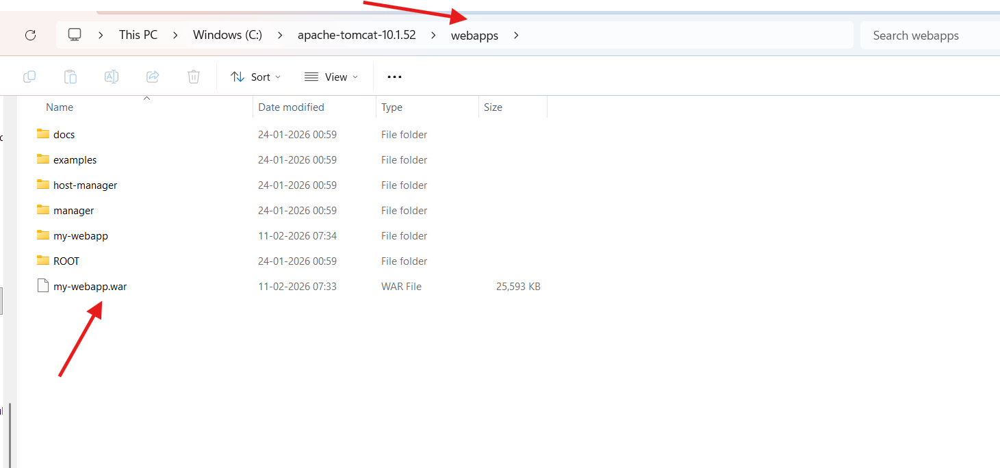 This PC > Windows (C:) > apache-tomcat-10.1.52 > webapps > Search webapps
Sort View •••
Name Date modified Type Size
docs 24-01-2026 00:59 File folder
examples 24-01-2026 00:59 File folder
host-manager 24-01-2026 00:59 File folder
manager 24-01-2026 00:59 File folder
my-webapp 11-02-2026 07:34 File folder
ROOT 24-01-2026 00:59 File folder
my-webapp.war 11-02-2026 07:33 WAR File 25,593 KB